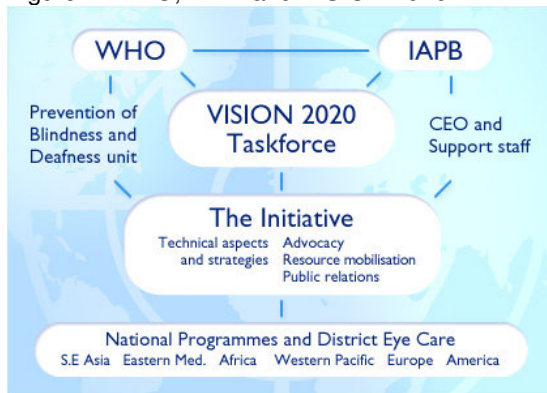 WHO
IAPB
Prevention of
Blindness and
Deafness unit
VISION 2020
Taskforce
CEO and
Support staff
The Initiative
Technical aspects
and strategies
Advocacy
Resource mobilisation
Public relations
National Programmes and District Eye Care
S.E Asia Eastern Med. Africa Western Pacific Europe America